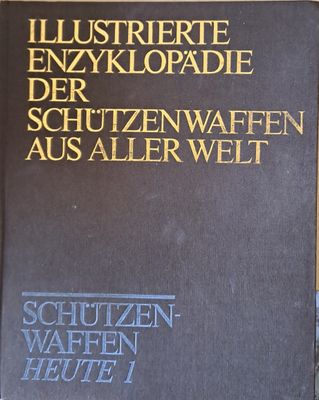 ILLUSTRIERTE
ENZYKLOPÄDIE
DER
SCHÜTZENWAFFEN
AUS ALLER WELT
SCHÜTZEN-
WAFFEN
HEUTE 1